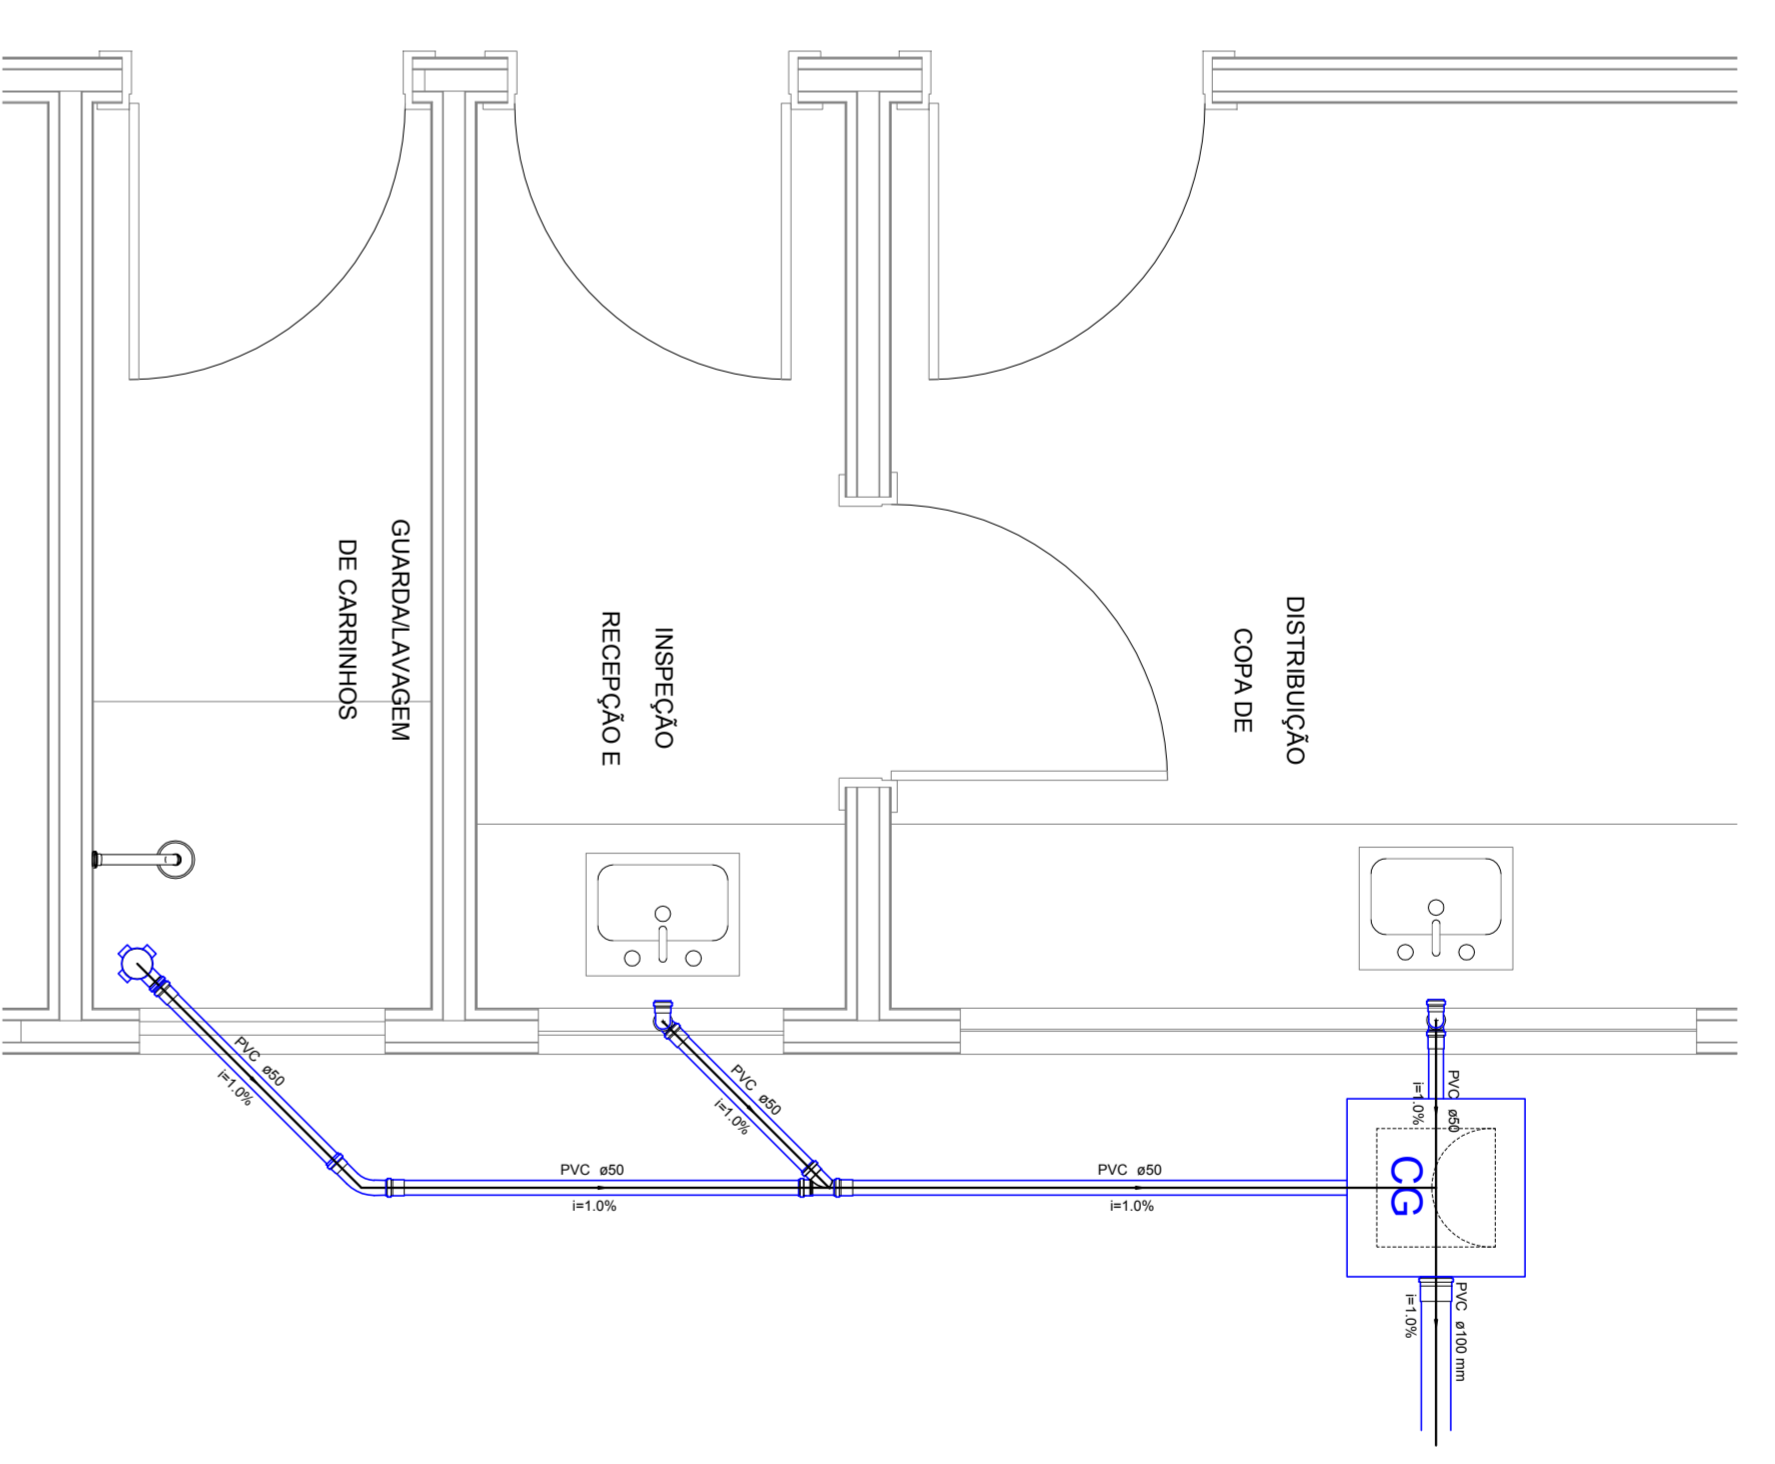 GUARDA/LAVAGEM
DE CARRINHOS
INSPEÇÃO
RECEPÇÃO E
DISTRIBUIÇÃO
COPA DE
PVC ø50
i=1.0%
PVC ø50
i=1.0%
PVC ø50
i=1.0%
PVC ø50
i=1.0%
PVC ø50
i=1.0%
CG
PVC ø100 mm
i=1.0%